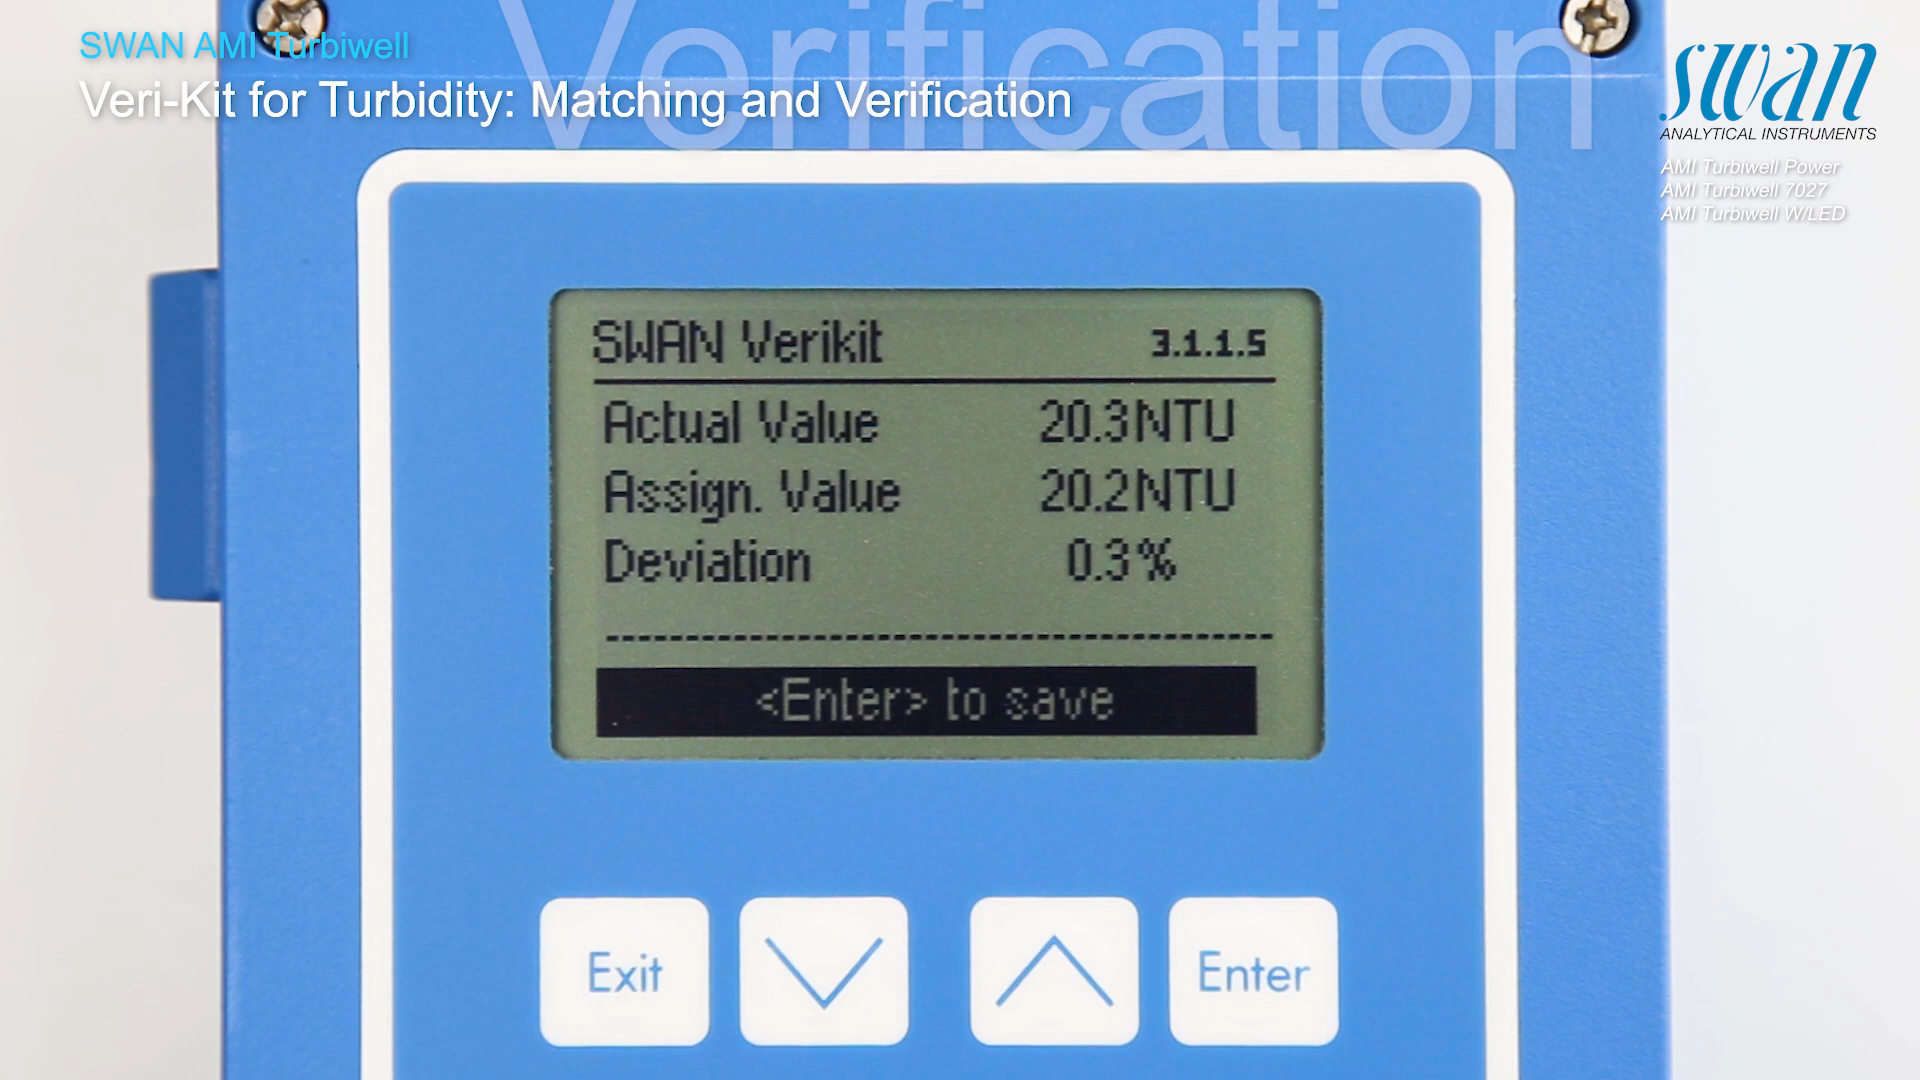 Verification
SWAN AMI Turbiwell
Veri-Kit for Turbidity: Matching and Verification
swan
ANALYTICAL INSTRUMENTS
AMI Turbiwell Power
AMI Turbiwell 7027
AMI Turbiwell W/LED
SWAN Verikit 3.1.1.5
Actual Value 20.3NTU
Assign. Value 20.2NTU
Deviation 0.3%
<Enter> to save
Exit Enter